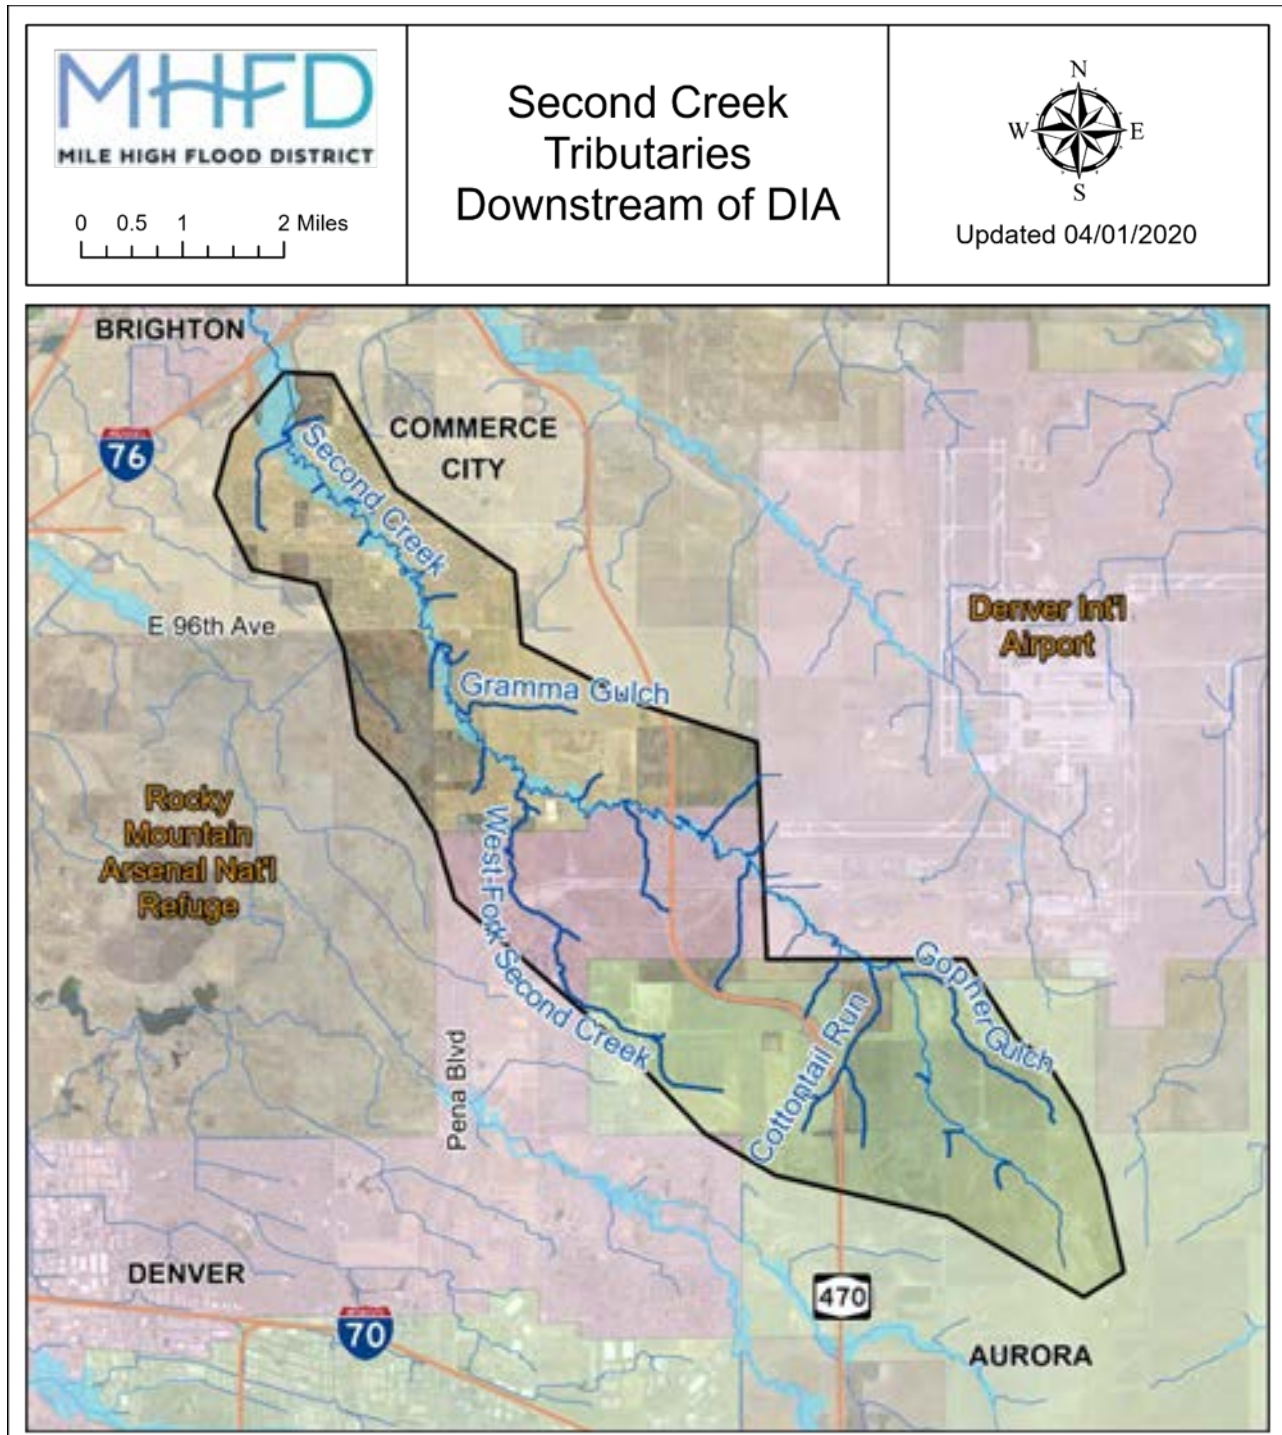 MHFD
MILE HIGH FLOOD DISTRICT
0 0.5 1 2 Miles
Second Creek
Tributaries
Downstream of DIA
N
W E
S
Updated 04/01/2020
BRIGHTON
COMMERCE
CITY
76
Second Creek
E 96th Ave
Denver Int'l
Airport
Gramma Gulch
Rocky
Mountain
Arsenal Nat'l
Refuge
West Fork Second Creek
Gopher Gulch
Cottontail Run
Pena Blvd
DENVER
470
70
AURORA